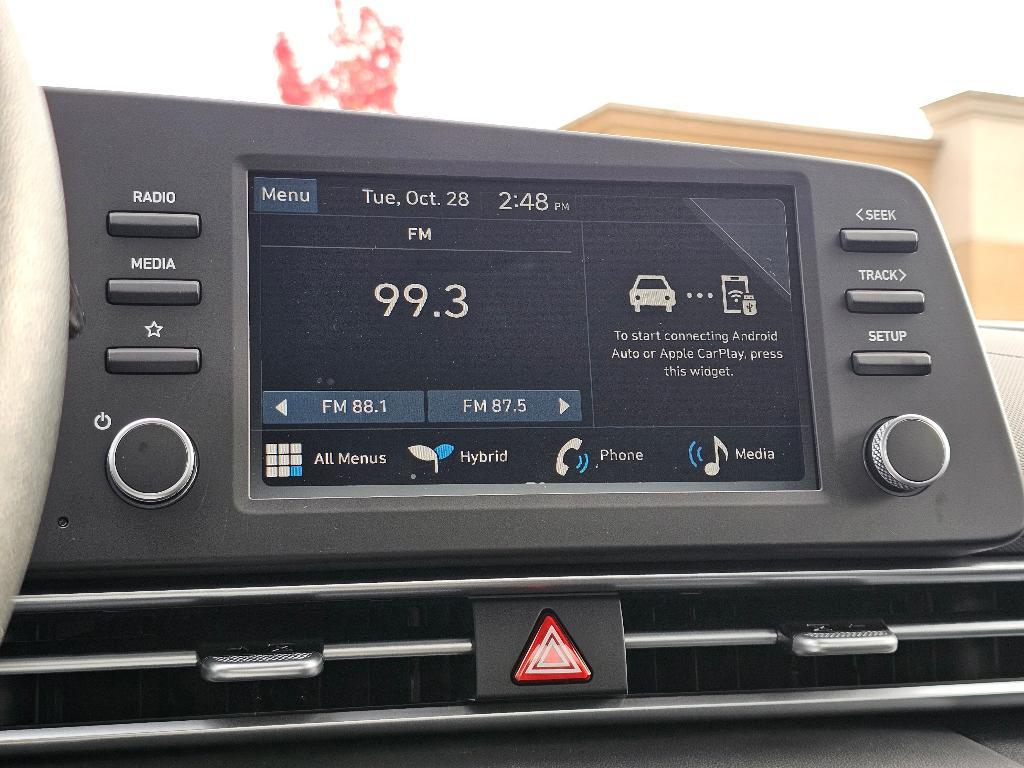 RADIO
MEDIA
Menu
Tue, Oct. 28
2:48 PM
FM
99.3
FM 88.1
FM 87.5
To start connecting Android
Auto or Apple CarPlay, press
this widget.
All Menus
Hybrid
Phone
Media
<SEEK
TRACK>
SETUP